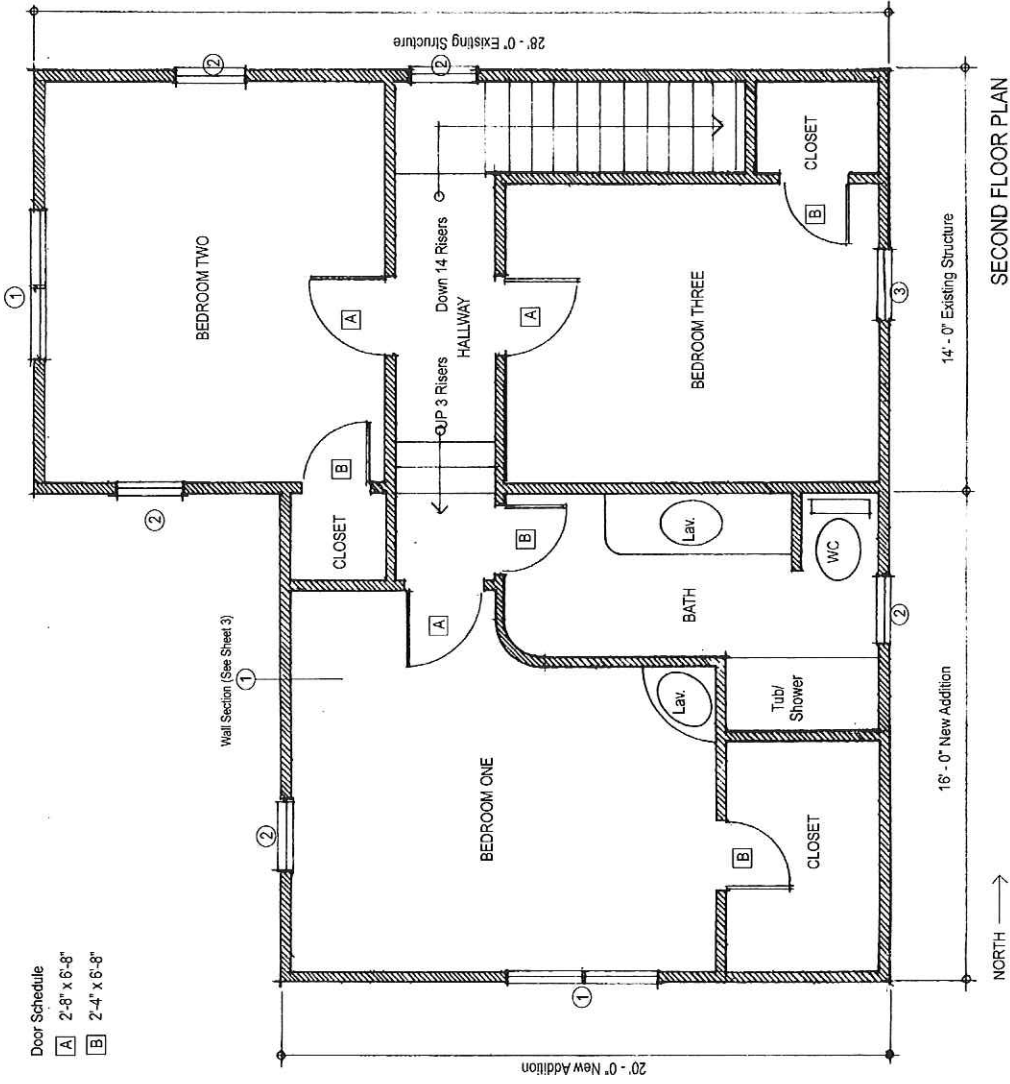 Door Schedule
A 2'-8" x 6'-8"
B 2'-4" x 6'-8"
28' - 0" Existing Structure
1
2
2
BEDROOM TWO
A
B
2
CLOSET
Down 14 Risers
UP 3 Risers
HALLWAY
A
BEDROOM THREE
CLOSET
B
3
14' - 0" Existing Structure
Wall Section (See Sheet 3)
1
2
A
BEDROOM ONE
B
Lav.
BATH
WC
2
Lav.
Tub/
Shower
B
CLOSET
1
16' - 0" New Addition
20' - 0" New Addition
NORTH
SECOND FLOOR PLAN